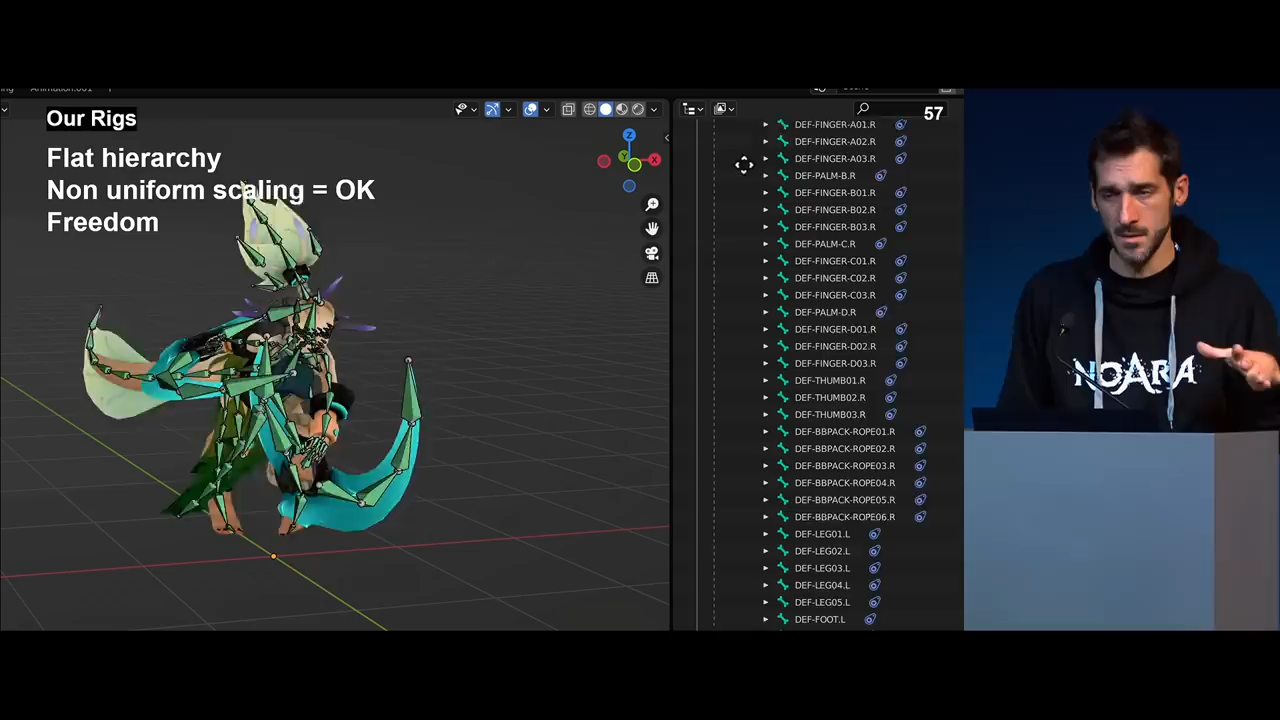 Our Rigs
Flat hierarchy
Non uniform scaling = OK
Freedom
Z
Y
X
57
DEF-FINGER-A01.R
DEF-FINGER-A02.R
DEF-FINGER-A03.R
DEF-PALM-B.R
DEF-FINGER-B01.R
DEF-FINGER-B02.R
DEF-FINGER-B03.R
DEF-PALM-C.R
DEF-FINGER-C01.R
DEF-FINGER-C02.R
DEF-FINGER-C03.R
DEF-PALM-D.R
DEF-FINGER-D01.R
DEF-FINGER-D02.R
DEF-FINGER-D03.R
DEF-THUMB01.R
DEF-THUMB02.R
DEF-THUMB03.R
DEF-BBPACK-ROPE01.R
DEF-BBPACK-ROPE02.R
DEF-BBPACK-ROPE03.R
DEF-BBPACK-ROPE04.R
DEF-BBPACK-ROPE05.R
DEF-BBPACK-ROPE06.R
DEF-LEG01.L
DEF-LEG02.L
DEF-LEG03.L
DEF-LEG04.L
DEF-LEG05.L
DEF-FOOT.L
NOARA